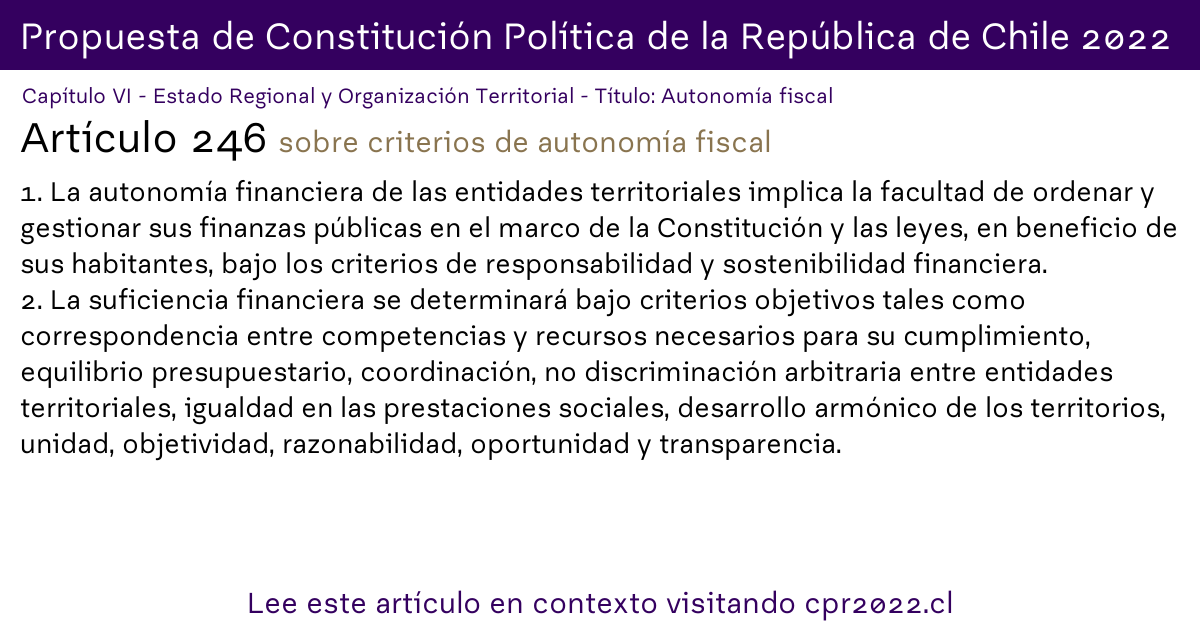 Propuesta de Constitución Política de la República de Chile 2022
Capítulo VI - Estado Regional y Organización Territorial - Título: Autonomía fiscal
Artículo 246 sobre criterios de autonomía fiscal
1. La autonomía financiera de las entidades territoriales implica la facultad de ordenar y
gestionar sus finanzas públicas en el marco de la Constitución y las leyes, en beneficio de
sus habitantes, bajo los criterios de responsabilidad y sostenibilidad financiera.
2. La suficiencia financiera se determinará bajo criterios objetivos tales como
correspondencia entre competencias y recursos necesarios para su cumplimiento,
equilibrio presupuestario, coordinación, no discriminación arbitraria entre entidades
territoriales, igualdad en las prestaciones sociales, desarrollo armónico de los territorios,
unidad, objetividad, razonabilidad, oportunidad y transparencia.
Lee este artículo en contexto visitando cpr2022.cl